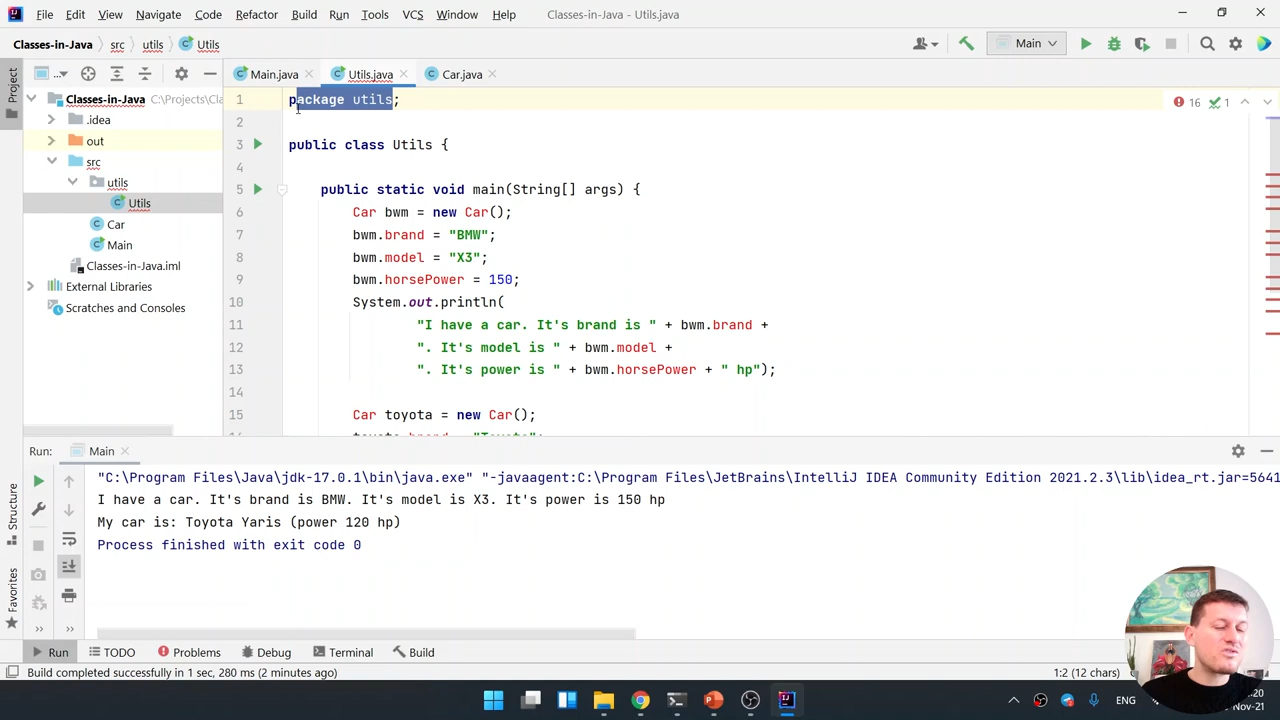 File Edit View Navigate Code Refactor Build Run Tools VCS Window Help Classes-in-Java - Utils.java
Classes-in-Java src utils Utils Main
Project ... Main.java Utils.java Car.java
Classes-in-Java C:\Projects\Cla
.idea
out
src
utils
Utils
Car
Main
Classes-in-Java.iml
External Libraries
Scratches and Consoles
1 package utils; 16 1
2
3 public class Utils {
4
5 public static void main(String[] args) {
6 Car bwm = new Car();
7 bwm.brand = "BMW";
8 bwm.model = "X3";
9 bwm.horsePower = 150;
10 System.out.println(
11 "I have a car. It's brand is " + bwm.brand +
12 ". It's model is " + bwm.model +
13 ". It's power is " + bwm.horsePower + " hp");
14
15 Car toyota = new Car();
Run: Main
"C:\Program Files\Java\jdk-17.0.1\bin\java.exe" "-javaagent:C:\Program Files\JetBrains\IntelliJ IDEA Community Edition 2021.2.3\lib\idea_rt.jar=5641
I have a car. It's brand is BMW. It's model is X3. It's power is 150 hp
My car is: Toyota Yaris (power 120 hp)
Process finished with exit code 0
Structure
Favorites
Run TODO Problems Debug Terminal Build
Build completed successfully in 1 sec, 280 ms (2 minutes ago) 1:2 (12 chars)
ENG